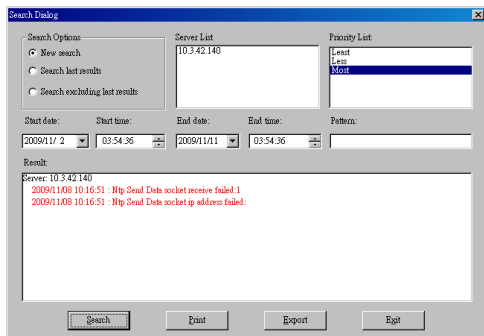 Search Dialog
Search Options
New search
Search last results
Search excluding last results
Server List
10.3.42.140
Priority List:
Least
Less
Most
Start date:
Start time:
End date:
End time:
Pattern:
2009/11/ 2
03:54:36
2009/11/11
03:54:36
Result:
Server: 10.3.42.140
2009/11/08 10:16:51 : Ntp Send Data socket receive failed:1
2009/11/08 10:16:51 : Ntp Send Data socket ip address failed:
Search
Print
Export
Exit